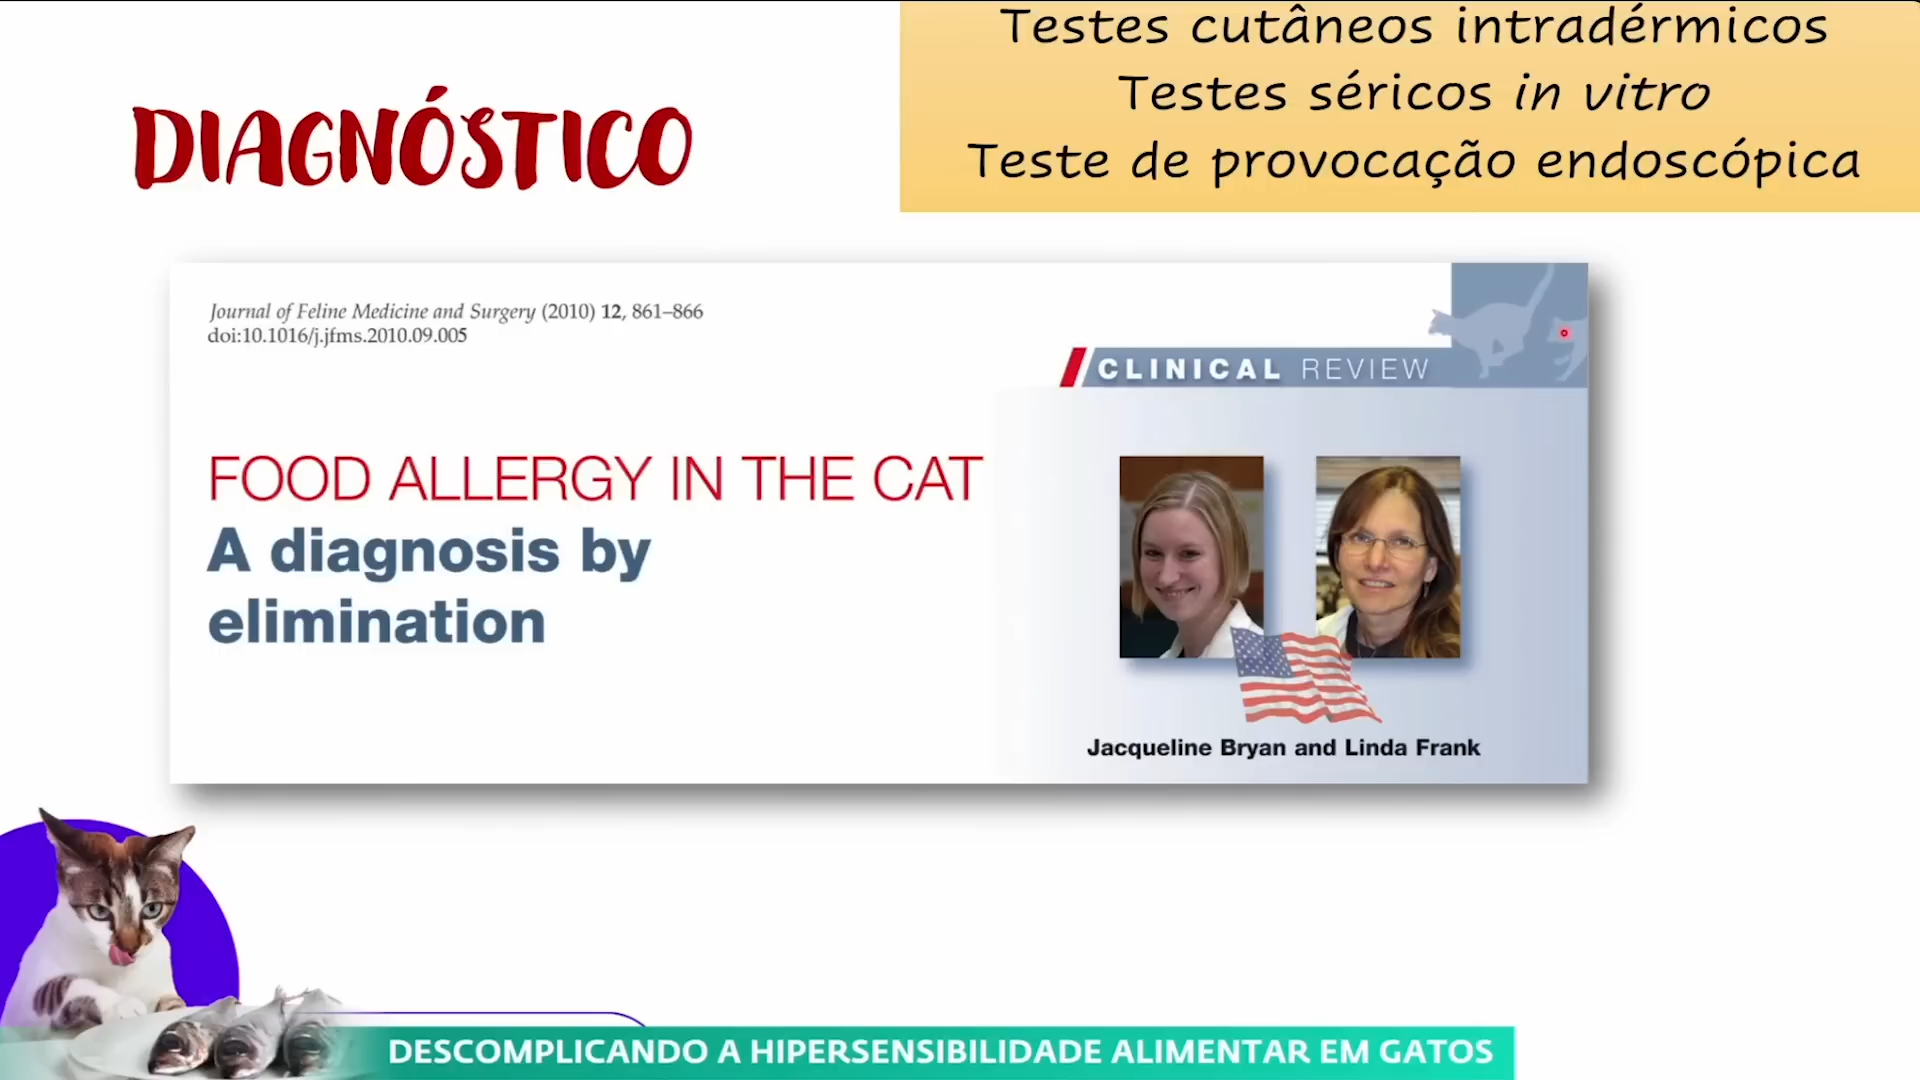 Testes cutâneos intradérmicos
Testes séricos in vitro
Teste de provocação endoscópica
DIAGNÓSTICO
Journal of Feline Medicine and Surgery (2010) 12, 861–866
doi:10.1016/j.jfms.2010.09.005
CLINICAL REVIEW
FOOD ALLERGY IN THE CAT
A diagnosis by
elimination
Jacqueline Bryan and Linda Frank
DESCOMPLICANDO A HIPERSENSIBILIDADE ALIMENTAR EM GATOS